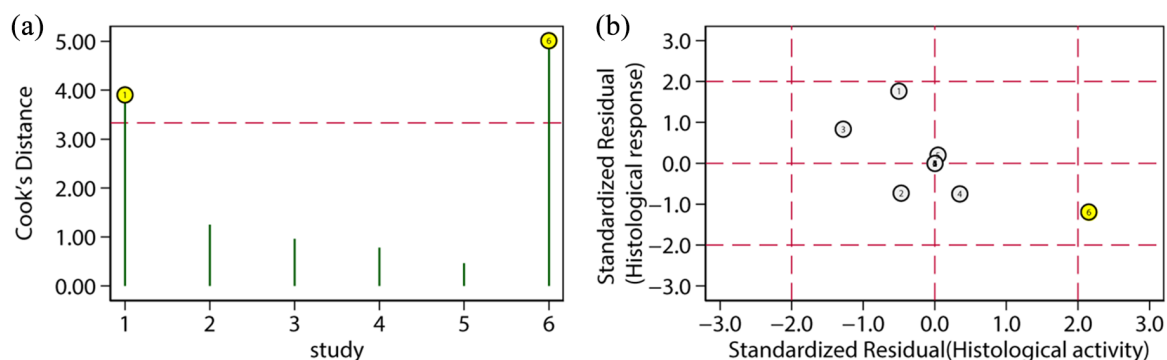 (a)
Cook's Distance
5.00
4.00
3.00
2.00
1.00
0.00
1
6
1 2 3 4 5 6
study
(b)
Standardized Residual
(Histological response)
3.0
2.0
1.0
0.0
−1.0
−2.0
−3.0
1
3
2
4
6
−3.0 −2.0 −1.0 0.0 1.0 2.0 3.0
Standardized Residual(Histological activity)